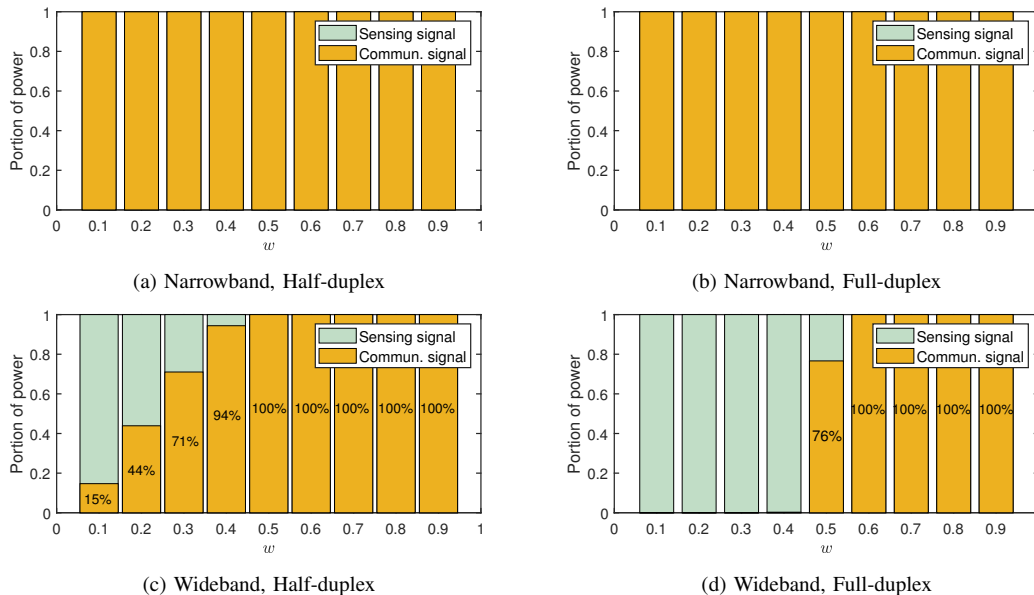 Portion of power
1
0.8
0.6
0.4
0.2
0
Sensing signal
Commun. signal
0 0.1 0.2 0.3 0.4 0.5 0.6 0.7 0.8 0.9 1
w
(a) Narrowband, Half-duplex
Portion of power
1
0.8
0.6
0.4
0.2
0
Sensing signal
Commun. signal
0 0.1 0.2 0.3 0.4 0.5 0.6 0.7 0.8 0.9
w
(b) Narrowband, Full-duplex
Portion of power
1
0.8
0.6
0.4
0.2
0
Sensing signal
Commun. signal
15% 44% 71% 94% 100% 100% 100% 100% 100%
0 0.1 0.2 0.3 0.4 0.5 0.6 0.7 0.8 0.9 1
w
(c) Wideband, Half-duplex
Portion of power
1
0.8
0.6
0.4
0.2
0
Sensing signal
Commun. signal
76% 100% 100% 100% 100%
0 0.1 0.2 0.3 0.4 0.5 0.6 0.7 0.8 0.9
w
(d) Wideband, Full-duplex